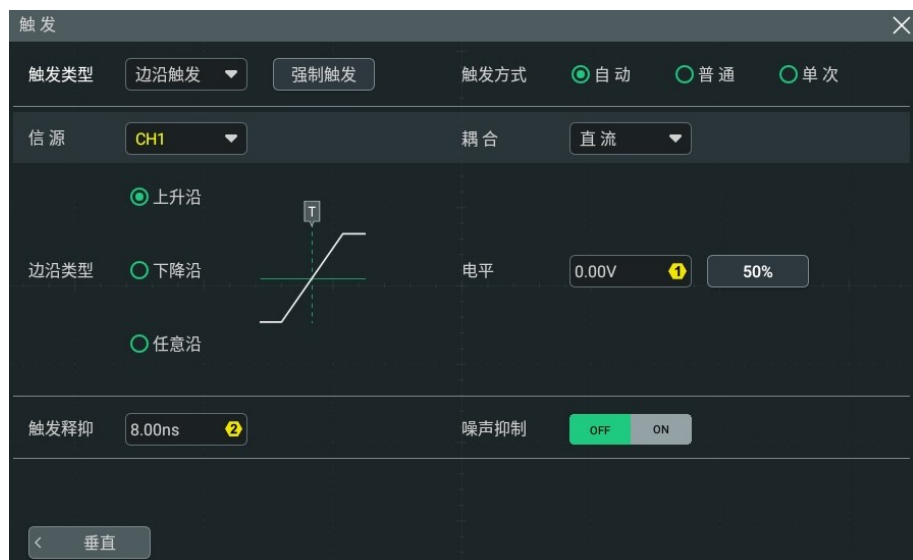 触发
触发类型 边沿触发 强制触发 触发方式 自动 普通 单次
信源 CH1 耦合 直流
上升沿
T
边沿类型 下降沿 电平 0.00V 1 50%
任意沿
触发释抑 8.00ns 2 噪声抑制 OFF ON
垂直